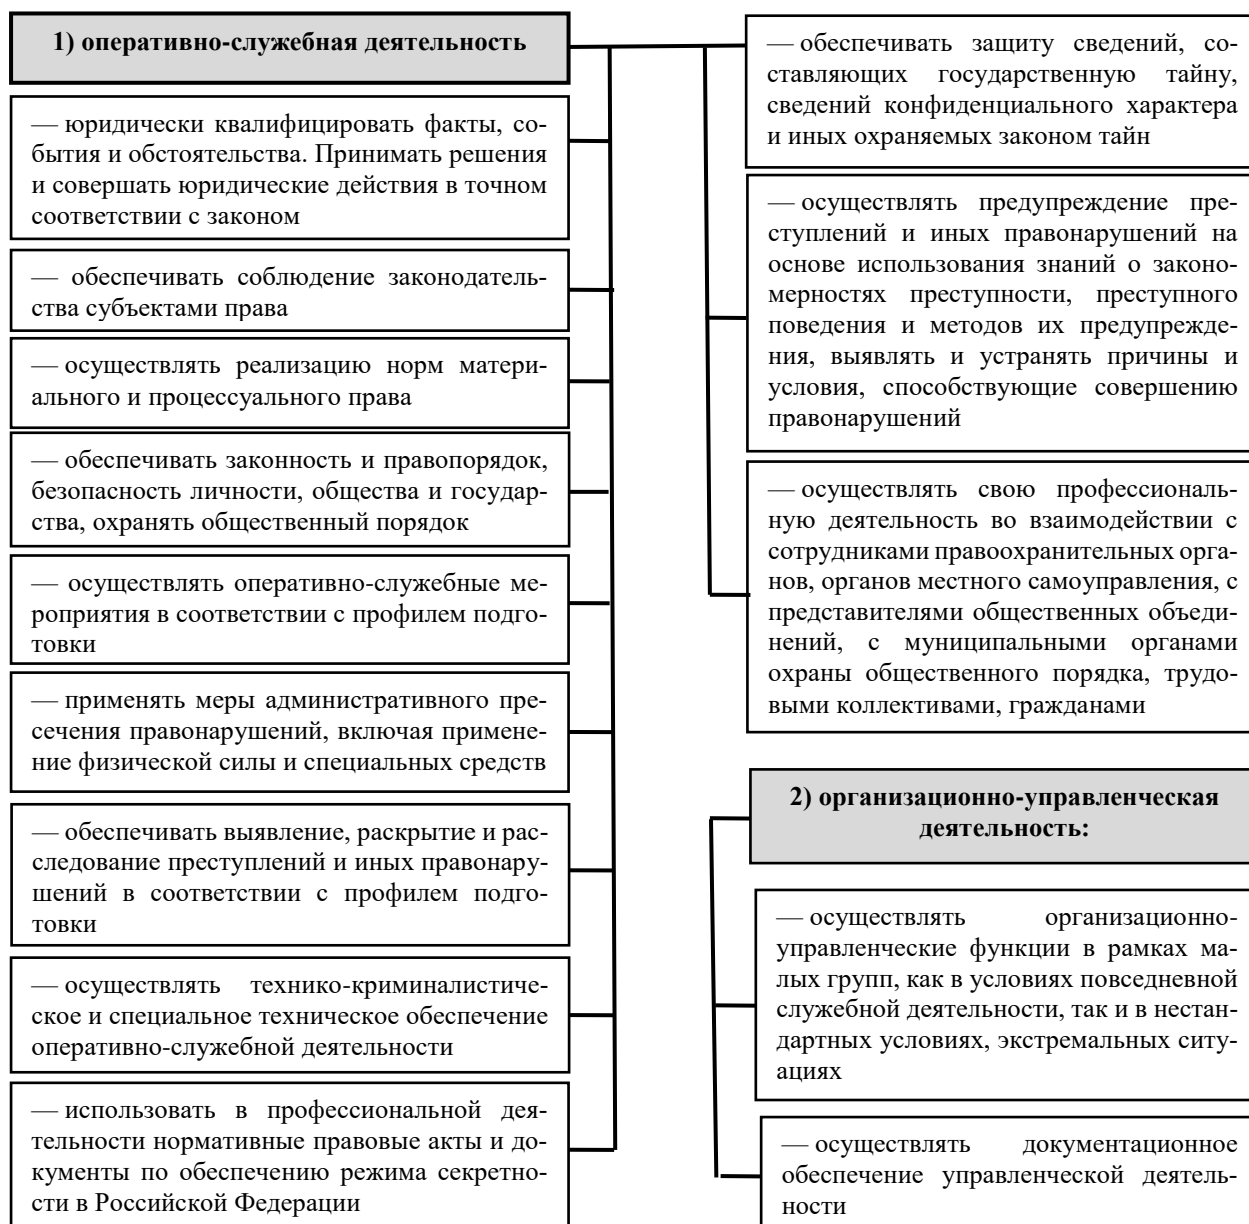 1) оперативно-служебная деятельность
— юридически квалифицировать факты, со-
бытия и обстоятельства. Принимать решения
и совершать юридические действия в точном
соответствии с законом
— обеспечивать соблюдение законодатель-
ства субъектами права
— осуществлять реализацию норм матери-
ального и процессуального права
— обеспечивать законность и правопорядок,
безопасность личности, общества и государ-
ства, охранять общественный порядок
— осуществлять оперативно-служебные ме-
роприятия в соответствии с профилем подго-
товки
— применять меры административного пре-
сечения правонарушений, включая примене-
ние физической силы и специальных средств
— обеспечивать выявление, раскрытие и рас-
следование преступлений и иных правонару-
шений в соответствии с профилем подго-
товки
— осуществлять технико-криминалистиче-
ское и специальное техническое обеспечение
оперативно-служебной деятельности
— использовать в профессиональной дея-
тельности нормативные правовые акты и до-
кументы по обеспечению режима секретно-
сти в Российской Федерации
— обеспечивать защиту сведений, со-
ставляющих государственную тайну,
сведений конфиденциального характера
и иных охраняемых законом тайн
— осуществлять предупреждение пре-
ступлений и иных правонарушений на
основе использования знаний о законо-
мерностях преступности, преступного
поведения и методов их предупрежде-
ния, выявлять и устранять причины и
условия, способствующие совершению
правонарушений
— осуществлять свою профессиональ-
ную деятельность во взаимодействии с
сотрудниками правоохранительных орга-
нов, органов местного самоуправления, с
представителями общественных объеди-
нений, с муниципальными органами
охраны общественного порядка, трудо-
выми коллективами, гражданами
2) организационно-управленческая
деятельность:
— осуществлять организационно-
управленческие функции в рамках ма-
лых групп, как в условиях повседневной
служебной деятельности, так и в нестан-
дартных условиях, экстремальных ситу-
ациях
— осуществлять документационное
обеспечение управленческой деятель-
ности